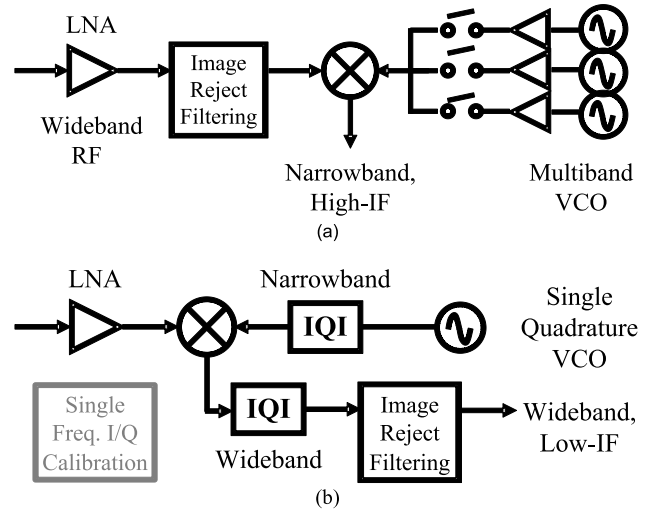 LNA
Image
Reject
Filtering
Wideband
RF
Narrowband,
High-IF
Multiband
VCO
(a)
LNA
Narrowband
IQI
Single
Quadrature
VCO
Single
Freq. I/Q
Calibration
IQI
Wideband
Image
Reject
Filtering
Wideband,
Low-IF
(b)